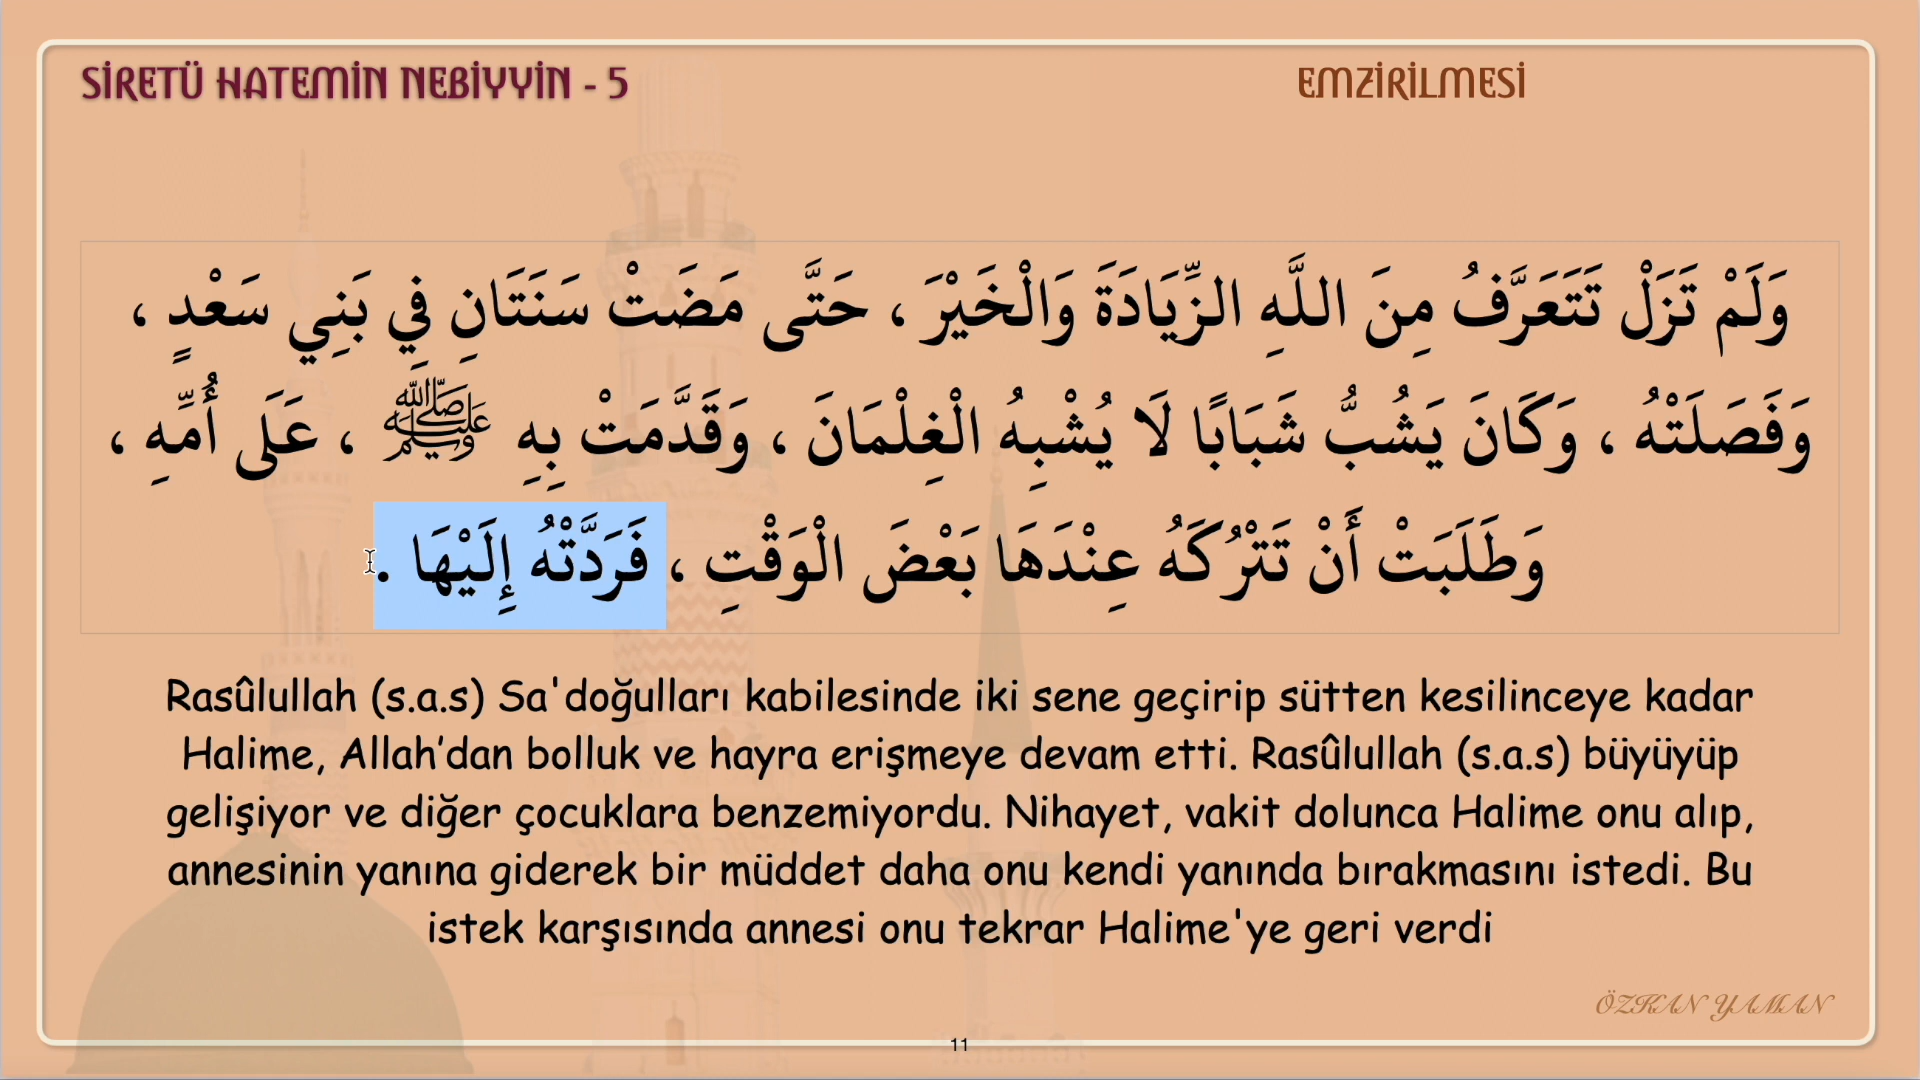 SİRETÜ HATEMİN NEBİYYİN - 5
EMZİRİLMESİ
وَلَمْ تَزَلْ تَتَعَرَّفُ مِنَ اللَّهِ الزِّيَادَةَ وَالْخَيْرَ ، حَتَّى مَضَتْ سَنَتَانِ فِي بَنِي سَعْدٍ ،
وَفَصَلَتْهُ ، وَكَانَ يَشُبُّ شَبَابًا لَا يُشْبِهُ الْغِلْمَانَ ، وَقَدَّمَتْ بِهِ ﷺ ، عَلَى أُمِّهِ ،
وَطَلَبَتْ أَنْ تَتْرُكَهُ عِنْدَهَا بَعْضَ الْوَقْتِ ، فَرَدَّتْهُ إِلَيْهَا .
Rasûlullah (s.a.s) Sa'doğulları kabilesinde iki sene geçirip sütten kesilinceye kadar
Halime, Allah’dan bolluk ve hayra erişmeye devam etti. Rasûlullah (s.a.s) büyüyüp
gelişiyor ve diğer çocuklara benzemiyordu. Nihayet, vakit dolunca Halime onu alıp,
annesinin yanına giderek bir müddet daha onu kendi yanında bırakmasını istedi. Bu
istek karşısında annesi onu tekrar Halime'ye geri verdi
ÖZKAN YAMAN
11